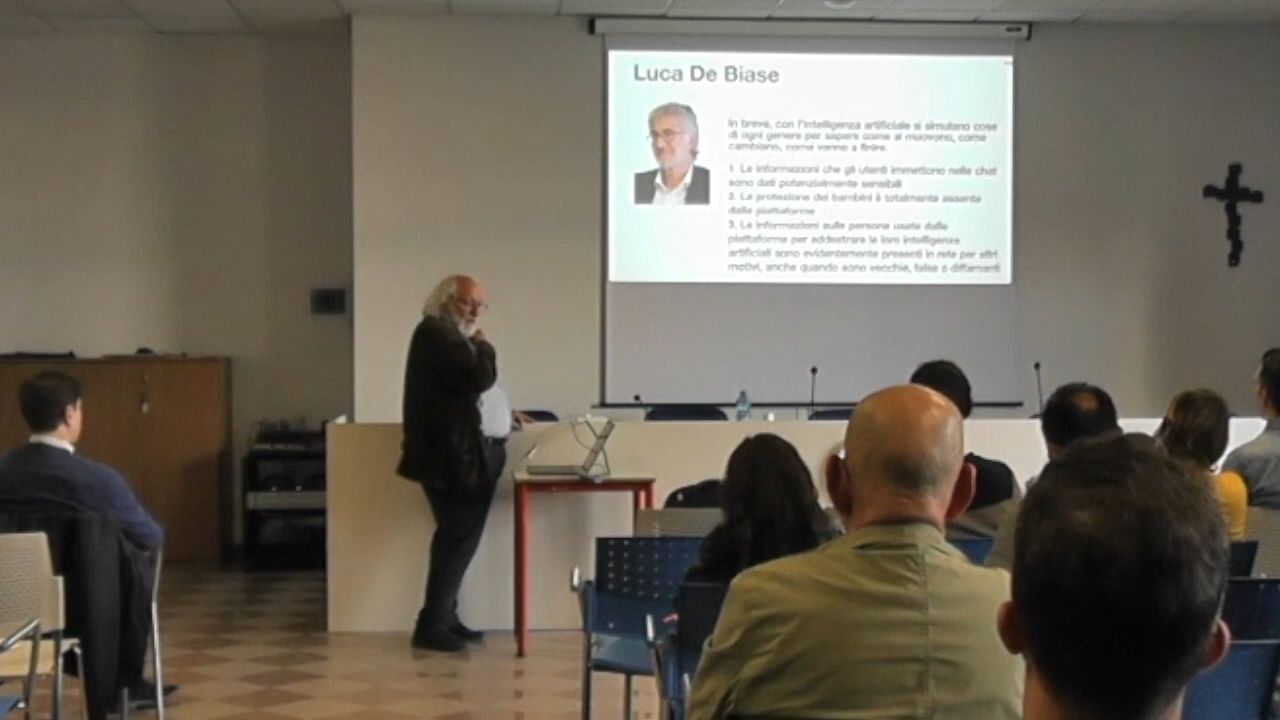 Luca De Biase
In breve, con l'intelligenza artificiale si simulano cose
di ogni genere per sapere come si muovono, come
cambiano, come vanno a finire.
1. Le informazioni che gli utenti immettono nelle chat
sono dati potenzialmente sensibili
2. La protezione dei bambini è totalmente assente
dalle piattaforme
3. Le informazioni sulle persone usate dalle
piattaforme per addestrare le loro intelligenze
artificiali sono evidentemente presenti in rete per altri
motivi, anche quando sono vecchie, false o diffamanti